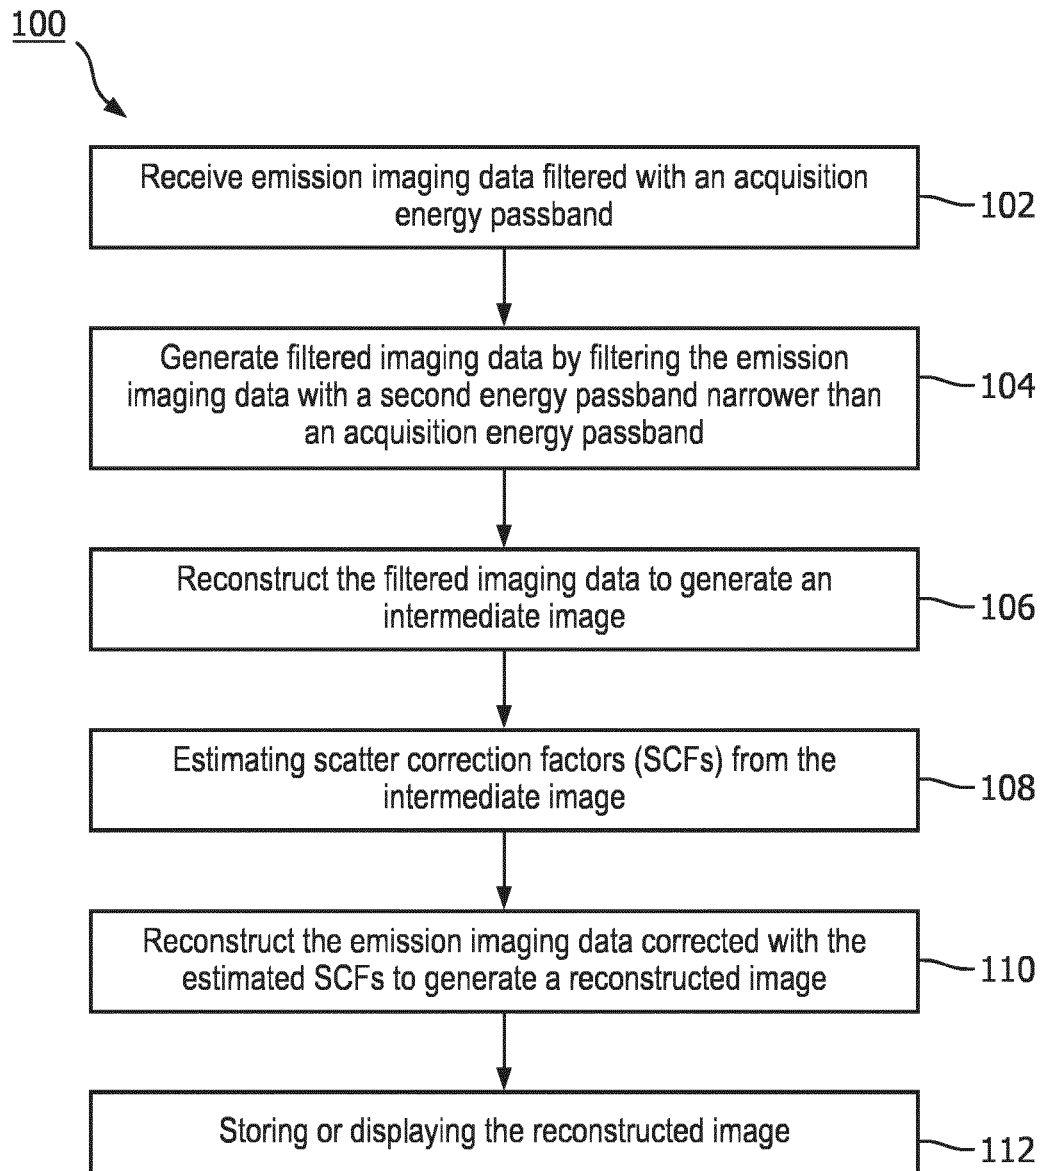 100
Receive emission imaging data filtered with an acquisition
energy passband
102
Generate filtered imaging data by filtering the emission
imaging data with a second energy passband narrower than
an acquisition energy passband
104
Reconstruct the filtered imaging data to generate an
intermediate image
106
Estimating scatter correction factors (SCFs) from the
intermediate image
108
Reconstruct the emission imaging data corrected with the
estimated SCFs to generate a reconstructed image
110
Storing or displaying the reconstructed image
112